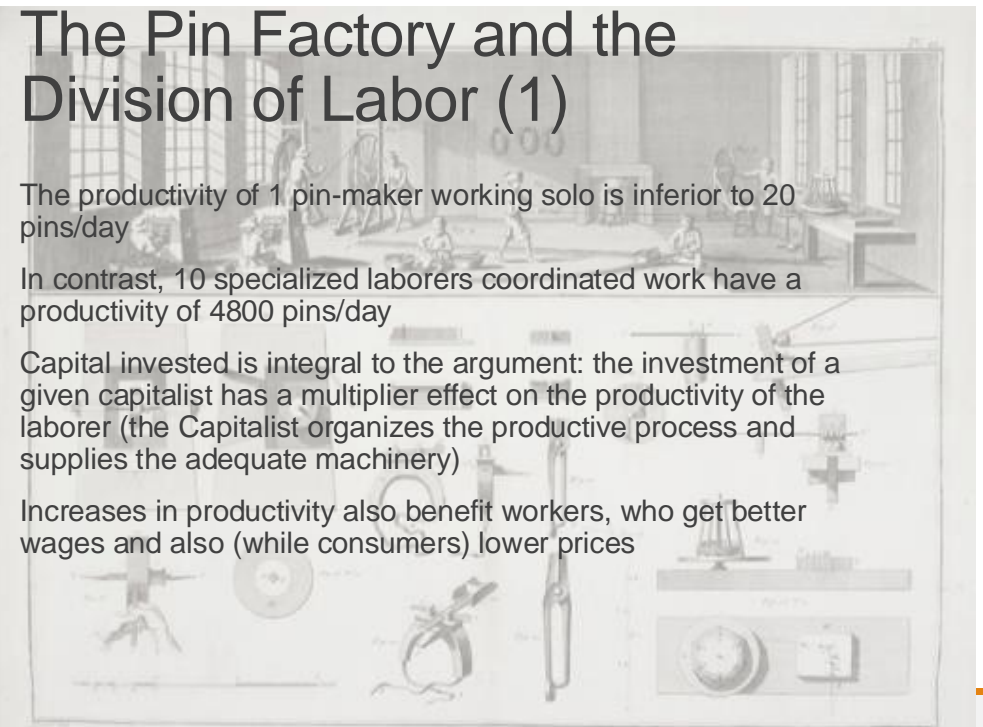 The Pin Factory and the
Division of Labor (1)
The productivity of 1 pin-maker working solo is inferior to 20
pins/day
In contrast, 10 specialized laborers coordinated work have a
productivity of 4800 pins/day
Capital invested is integral to the argument: the investment of a
given capitalist has a multiplier effect on the productivity of the
laborer (the Capitalist organizes the productive process and
supplies the adequate machinery)
Increases in productivity also benefit workers, who get better
wages and also (while consumers) lower prices